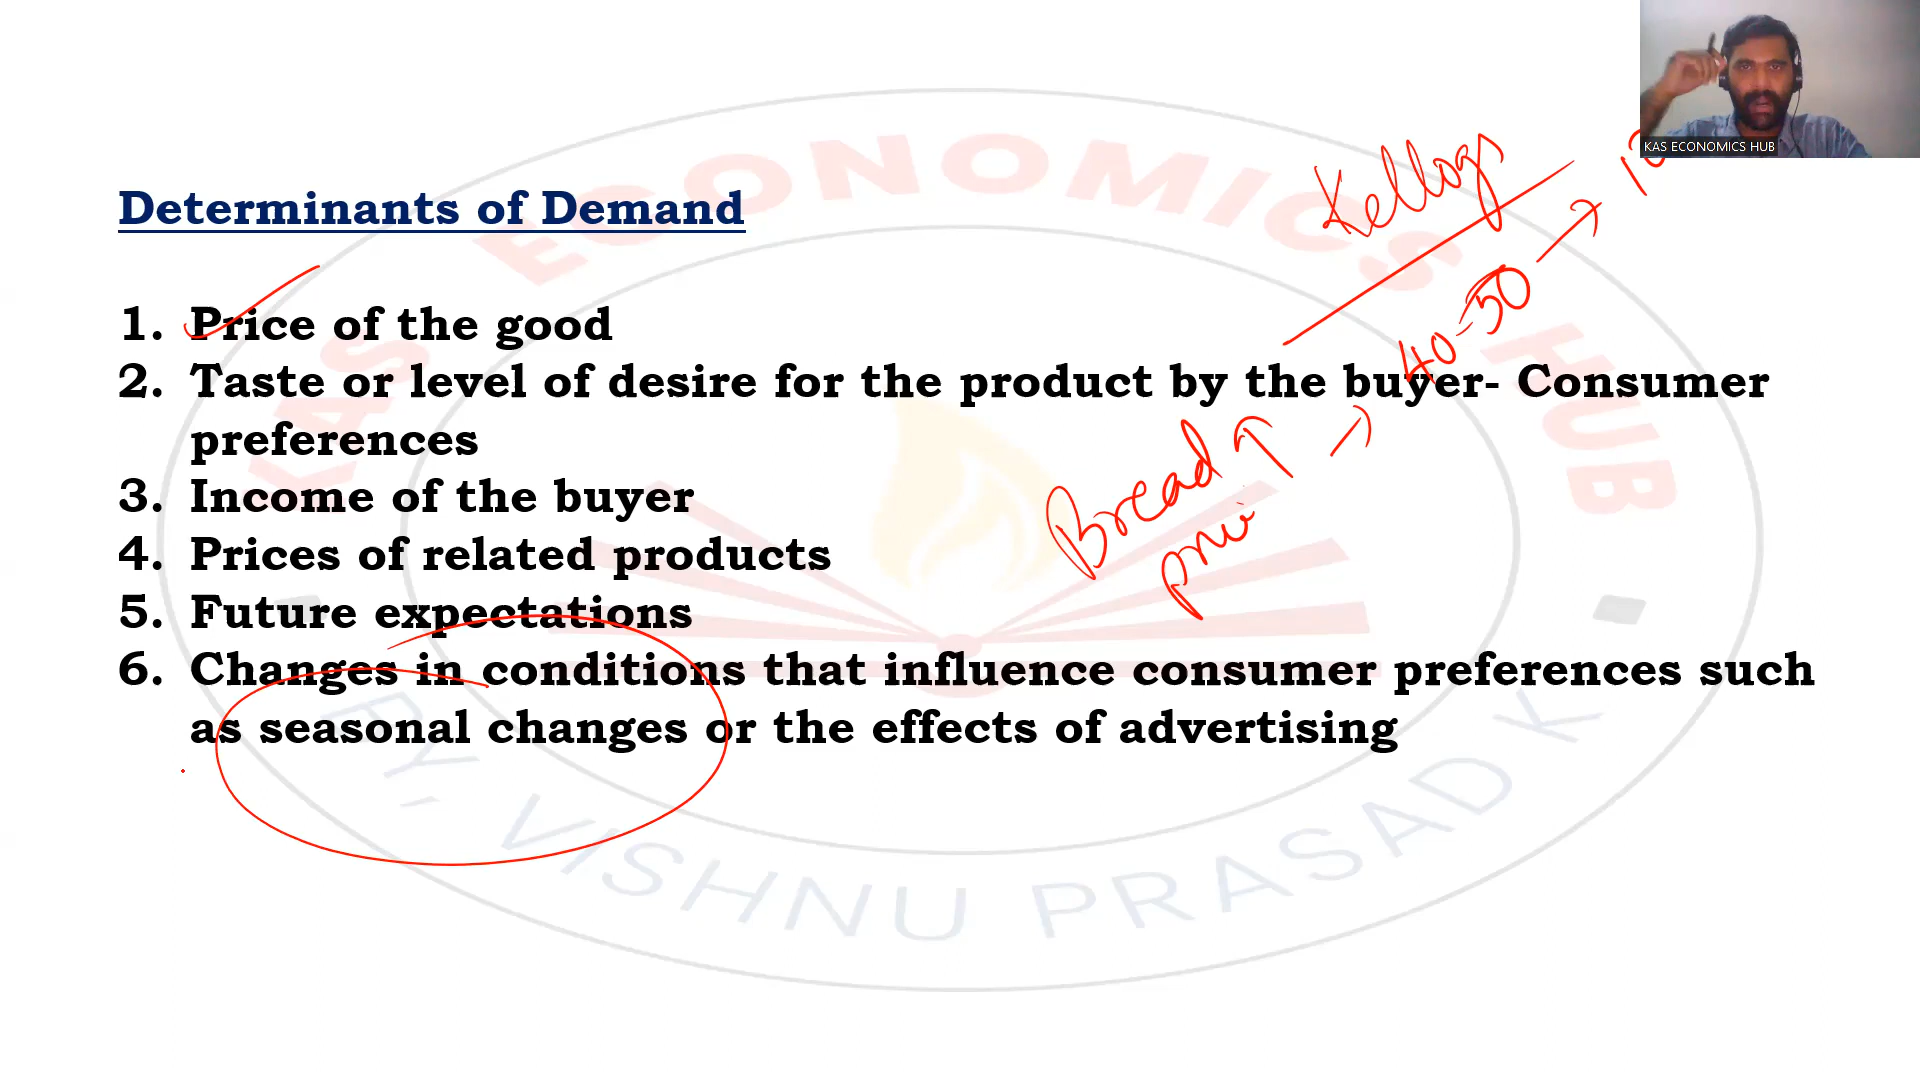 KAS ECONOMICS HUB
KAS ECONOMICS HUB
Determinants of Demand
Kellogs
1. Price of the good
40-50
2. Taste or level of desire for the product by the buyer- Consumer
preferences
Bread
3. Income of the buyer
4. Prices of related products
5. Future expectations
6. Changes in conditions that influence consumer preferences such
as seasonal changes or the effects of advertising
BY, VISHNU PRASAD K